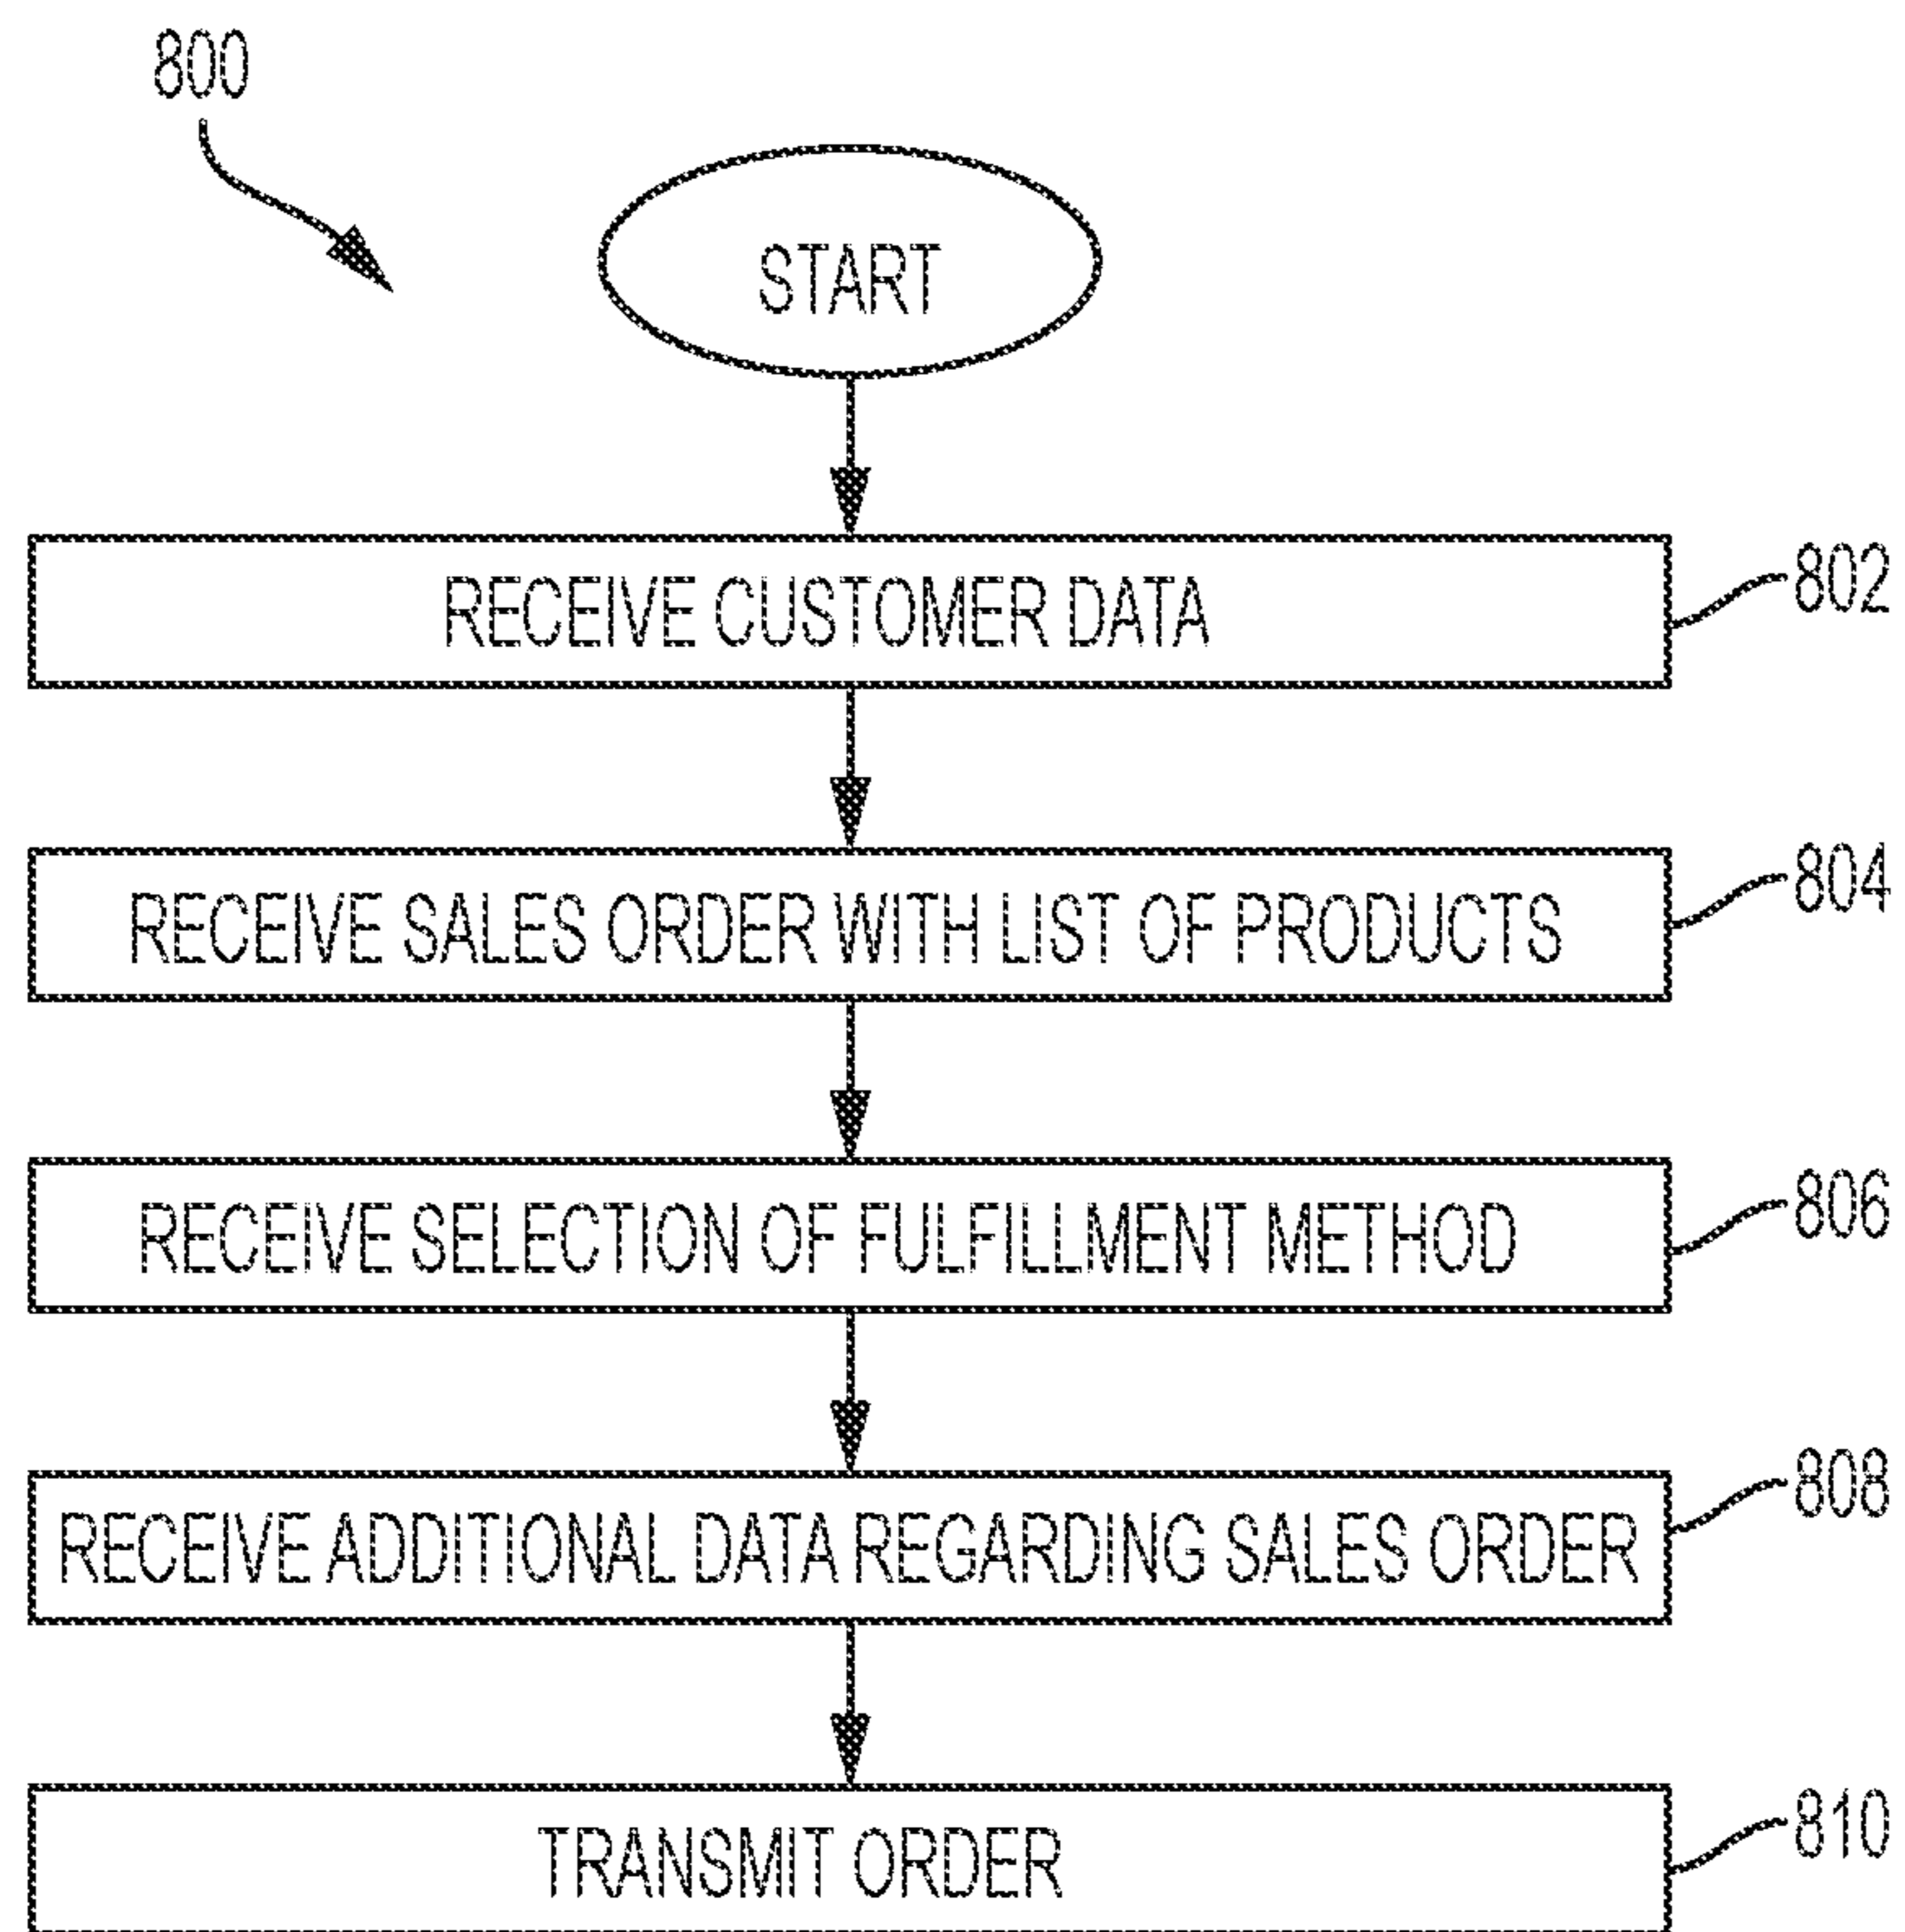 800
START
RECEIVE CUSTOMER DATA
802
RECEIVE SALES ORDER WITH LIST OF PRODUCTS
804
RECEIVE SELECTION OF FULFILLMENT METHOD
806
RECEIVE ADDITIONAL DATA REGARDING SALES ORDER
808
TRANSMIT ORDER
810